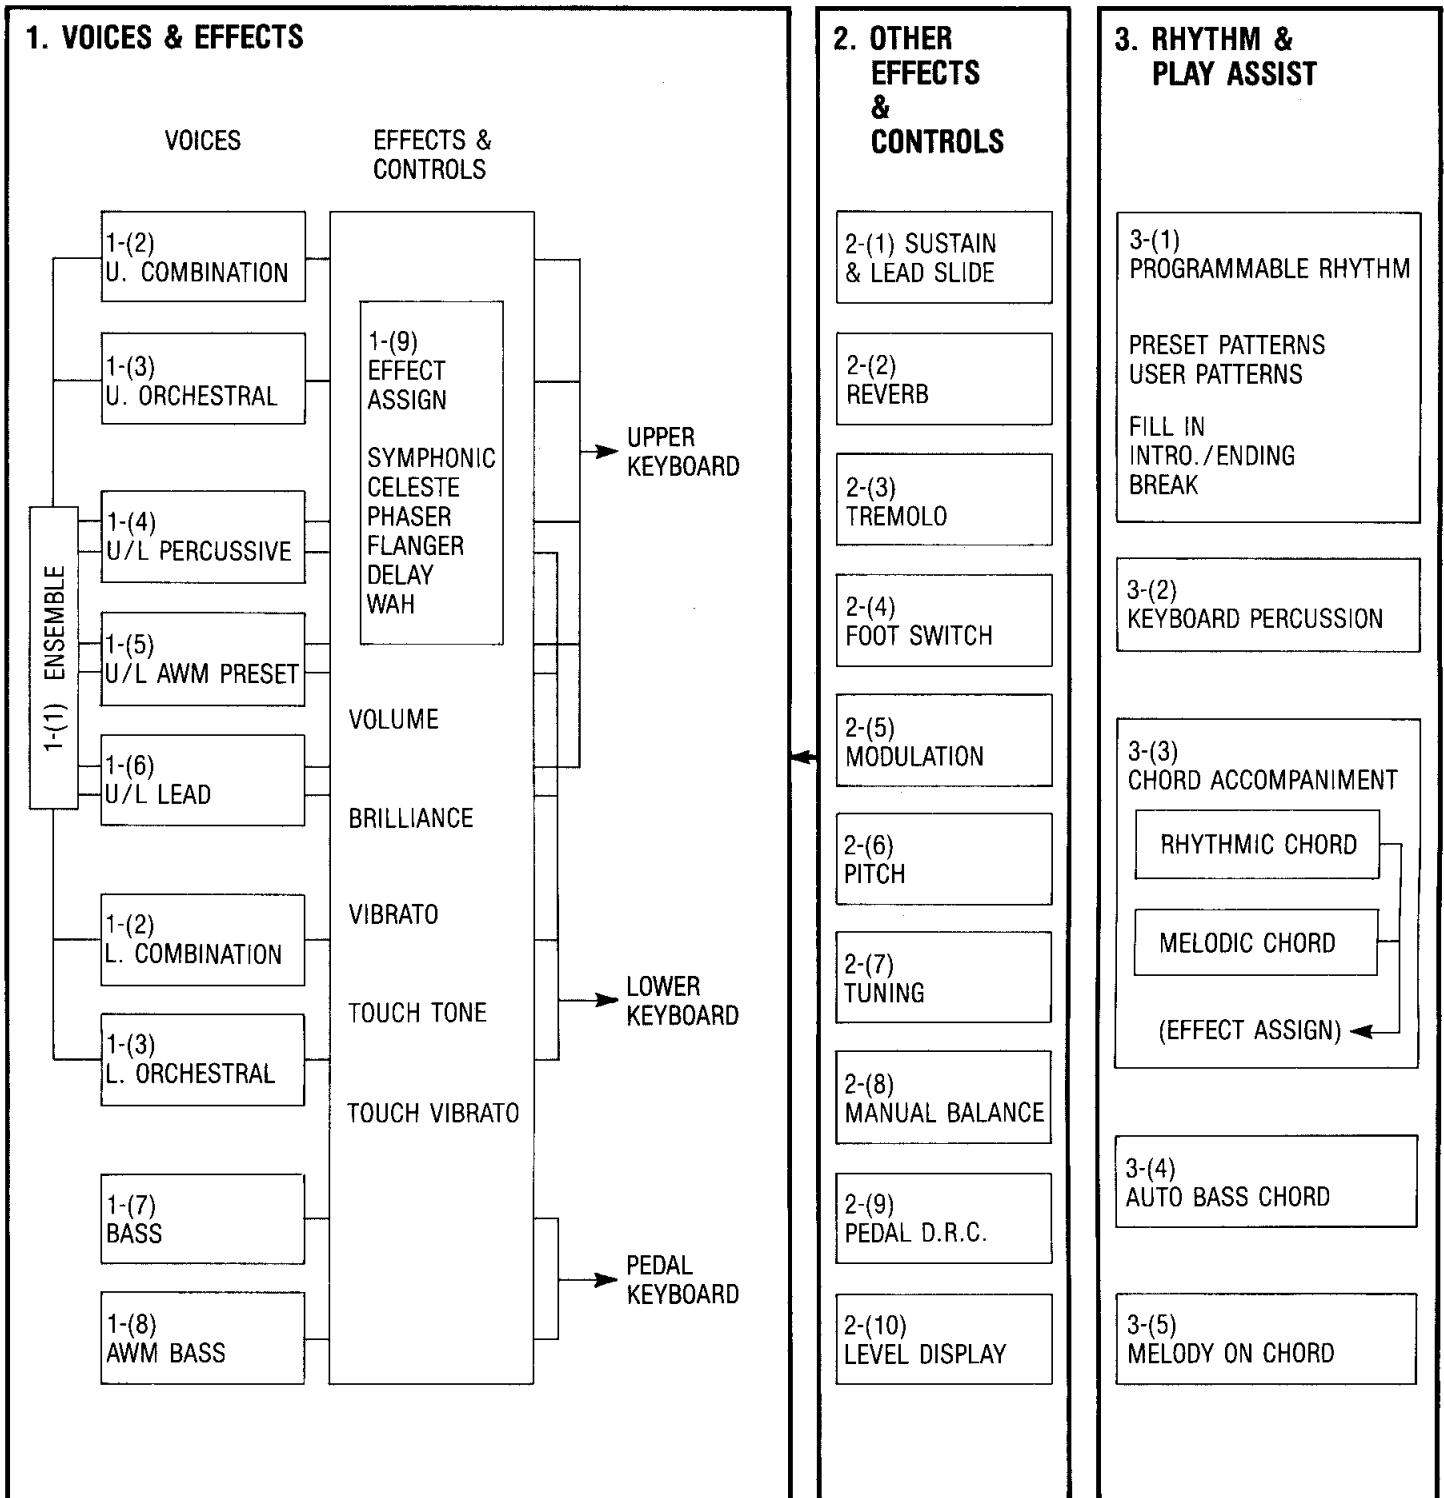 1. VOICES & EFFECTS
VOICES
EFFECTS &
CONTROLS
1-(1) ENSEMBLE
1-(2)
U. COMBINATION
1-(3)
U. ORCHESTRAL
1-(4)
U/L PERCUSSIVE
1-(5)
U/L AWM PRESET
1-(6)
U/L LEAD
1-(2)
L. COMBINATION
1-(3)
L. ORCHESTRAL
1-(7)
BASS
1-(8)
AWM BASS
1-(9)
EFFECT
ASSIGN
SYMPHONIC
CELESTE
PHASER
FLANGER
DELAY
WAH
VOLUME
BRILLIANCE
VIBRATO
TOUCH TONE
TOUCH VIBRATO
UPPER
KEYBOARD
LOWER
KEYBOARD
PEDAL
KEYBOARD
2. OTHER
EFFECTS
&
CONTROLS
2-(1) SUSTAIN
& LEAD SLIDE
2-(2)
REVERB
2-(3)
TREMOLO
2-(4)
FOOT SWITCH
2-(5)
MODULATION
2-(6)
PITCH
2-(7)
TUNING
2-(8)
MANUAL BALANCE
2-(9)
PEDAL D.R.C.
2-(10)
LEVEL DISPLAY
3. RHYTHM &
PLAY ASSIST
3-(1)
PROGRAMMABLE RHYTHM
PRESET PATTERNS
USER PATTERNS
FILL IN
INTRO./ENDING
BREAK
3-(2)
KEYBOARD PERCUSSION
3-(3)
CHORD ACCOMPANIMENT
RHYTHMIC CHORD
MELODIC CHORD
(EFFECT ASSIGN)
3-(4)
AUTO BASS CHORD
3-(5)
MELODY ON CHORD